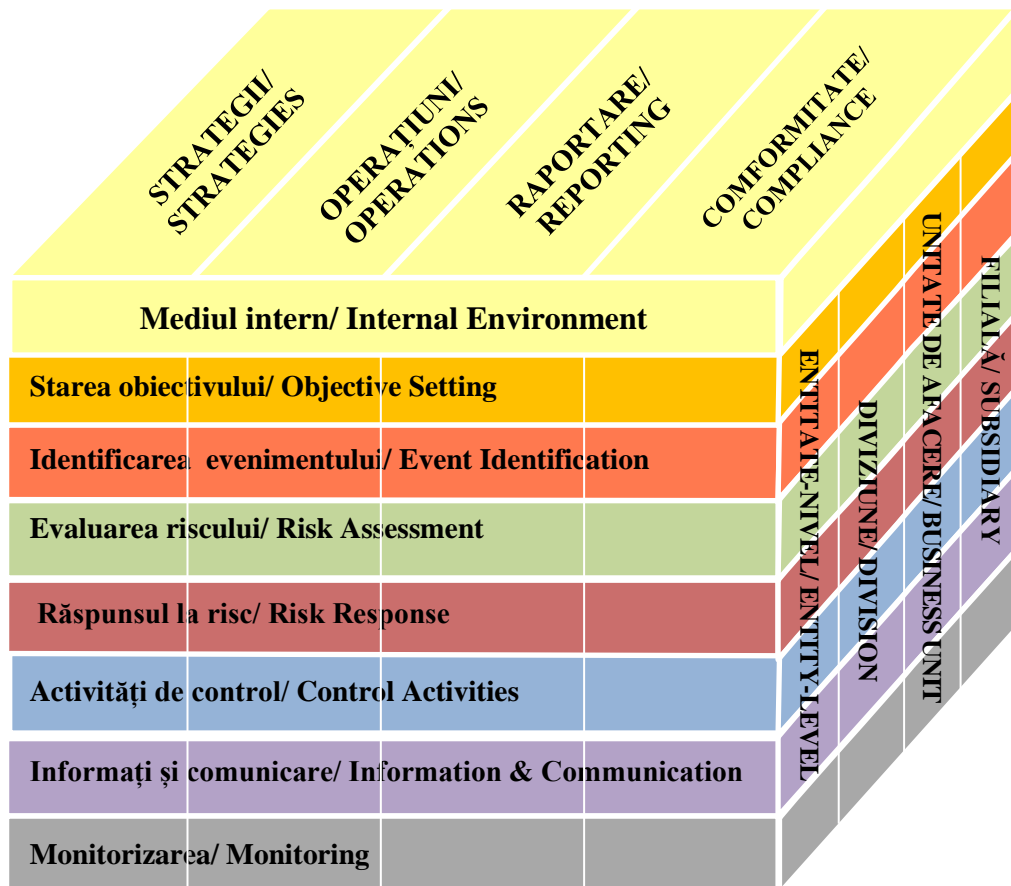 STRATEGII/
STRATEGIES
OPERAȚIUNI/
OPERATIONS
RAPORTARE/
REPORTING
COMFORMITATE/
COMPLIANCE
Mediul intern/ Internal Environment
Starea obiectivului/ Objective Setting
Identificarea evenimentului/ Event Identification
Evaluarea riscului/ Risk Assessment
Răspunsul la risc/ Risk Response
Activități de control/ Control Activities
Informați și comunicare/ Information & Communication
Monitorizarea/ Monitoring
ENTITATE-NIVEL/ ENTITY-LEVEL
DIVIZIUNE/ DIVISION
UNITATE DE AFACERE/ BUSINESS UNIT
FILIALĂ/ SUBSIDIARY